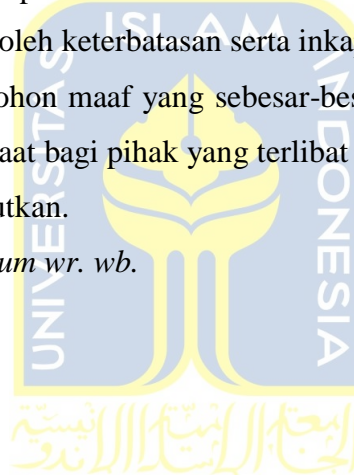 oleh keterbatasan serta inka
ohon maaf yang sebesar-bes
aat bagi pihak yang terlibat
utkan.
um wr. wb.
UNIVERSITAS ISLAM INDONESIA